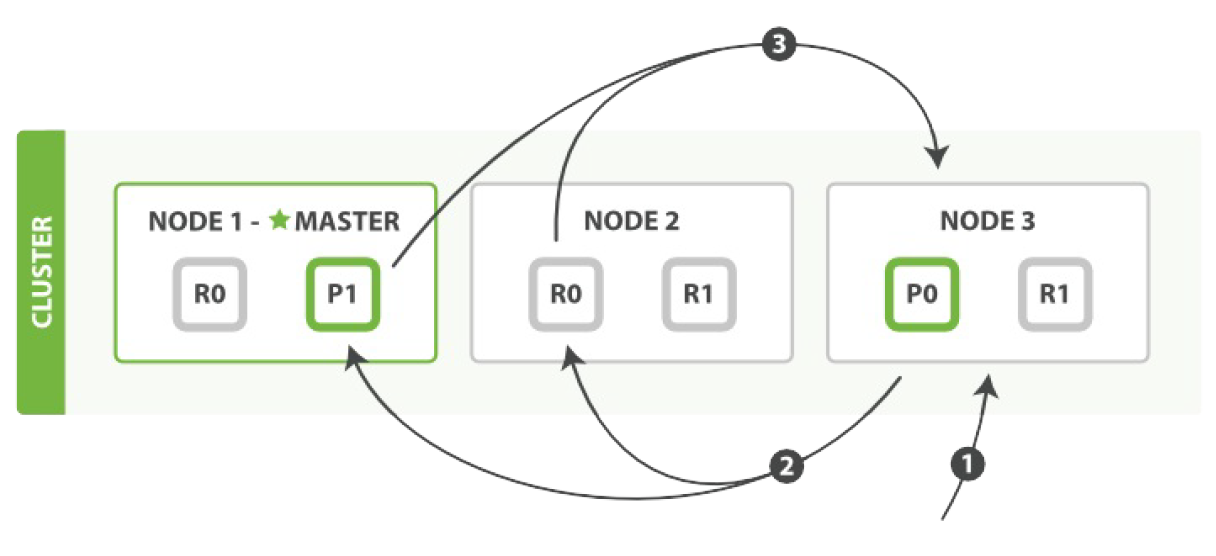 3
CLUSTER
NODE 1 - ★ MASTER
R0
P1
NODE 2
R0
R1
NODE 3
P0
R1
2
1